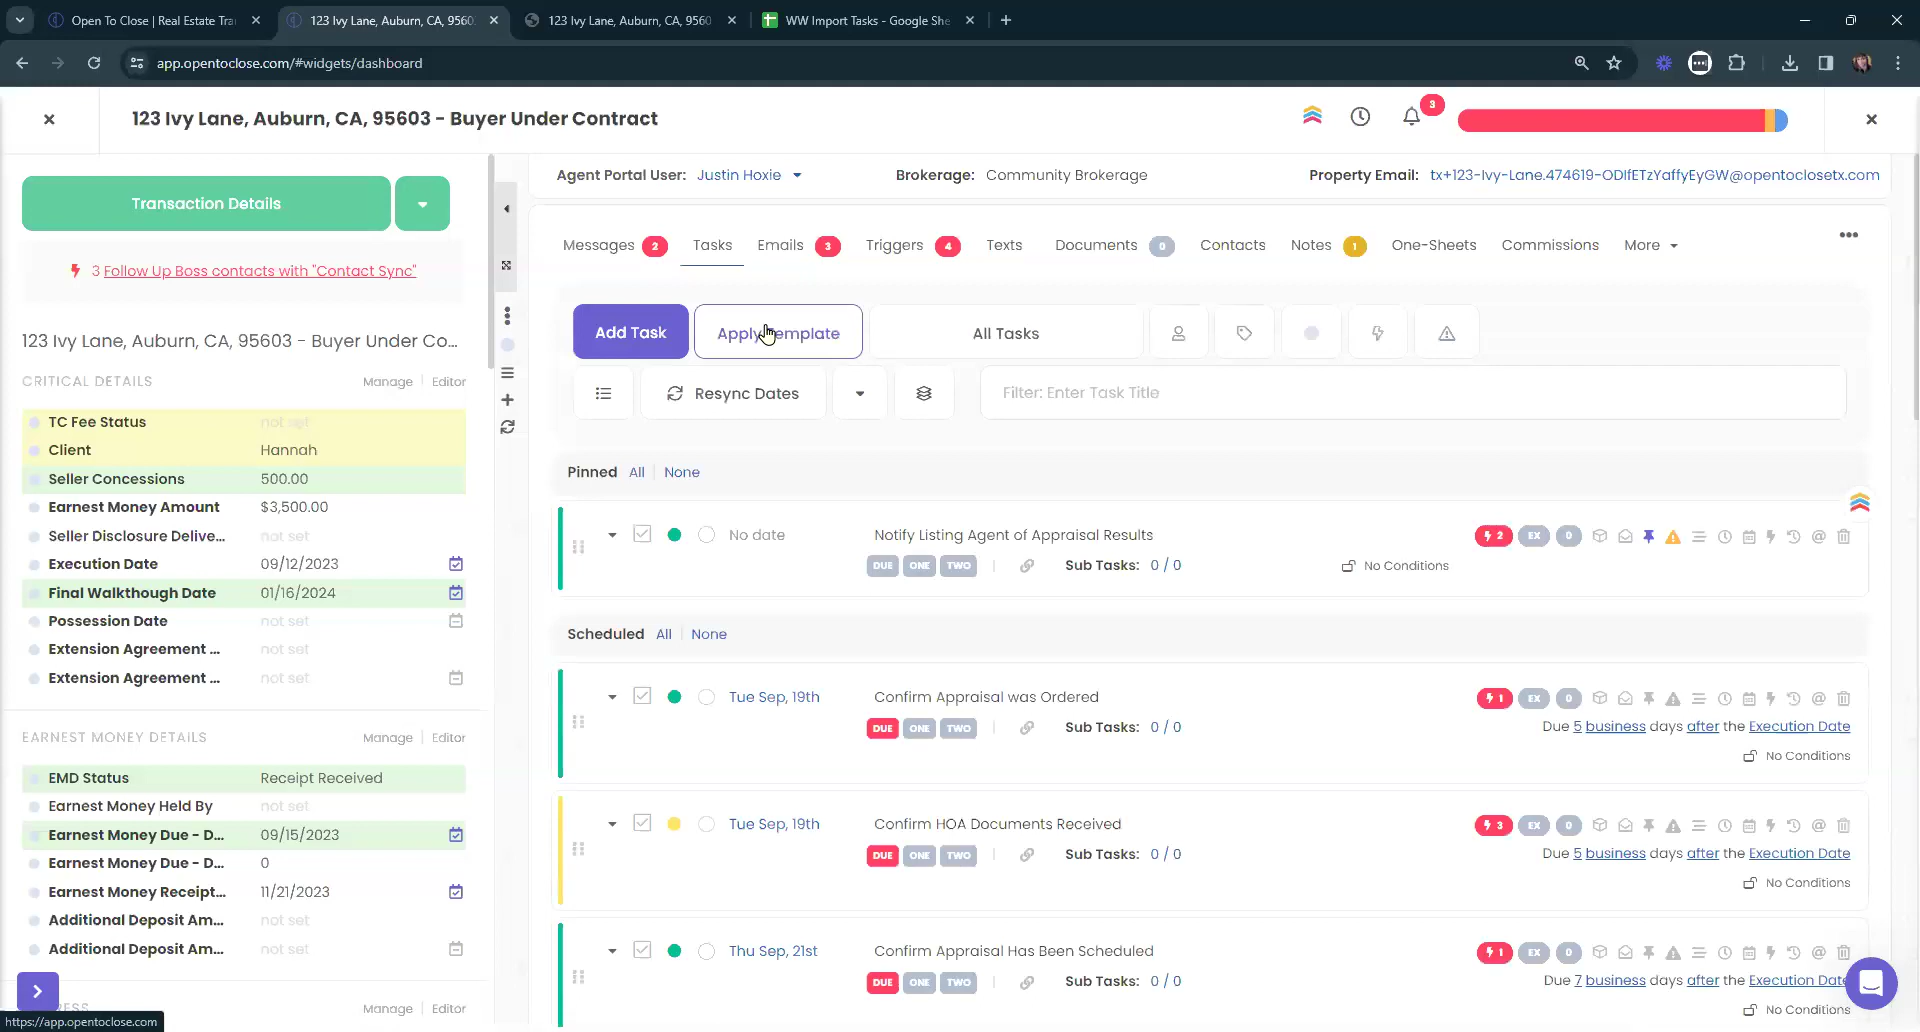 Open To Close | Real Estate Tra
123 Ivy Lane, Auburn, CA, 9560
123 Ivy Lane, Auburn, CA, 9560
WW Import Tasks - Google She
app.opentoclose.com/#widgets/dashboard
123 Ivy Lane, Auburn, CA, 95603 - Buyer Under Contract
3
Transaction Details
3 Follow Up Boss contacts with "Contact Sync"
123 Ivy Lane, Auburn, CA, 95603 - Buyer Under Co...
CRITICAL DETAILS
Manage | Editor
TC Fee Status not set
Client Hannah
Seller Concessions 500.00
Earnest Money Amount $3,500.00
Seller Disclosure Delive... not set
Execution Date 09/12/2023
Final Walkthough Date 01/16/2024
Possession Date not set
Extension Agreement ... not set
Extension Agreement ... not set
EARNEST MONEY DETAILS
Manage | Editor
EMD Status Receipt Received
Earnest Money Held By not set
Earnest Money Due - D... 09/15/2023
Earnest Money Due - D... 0
Earnest Money Receipt... 11/21/2023
Additional Deposit Am... not set
Additional Deposit Am... not set
Manage | Editor
https://app.opentoclose.com
Agent Portal User: Justin Hoxie
Brokerage: Community Brokerage
Property Email: tx+123-Ivy-Lane.474619-ODIfETzYaffyEyGW@opentoclosetx.com
Messages 2 Tasks Emails 3 Triggers 4 Texts Documents 0 Contacts Notes 1 One-Sheets Commissions More
Add Task
Apply Template
All Tasks
Resync Dates
Filter: Enter Task Title
Pinned All | None
No date Notify Listing Agent of Appraisal Results 2 EX 0
DUE ONE TWO | Sub Tasks: 0 / 0 No Conditions
Scheduled All | None
Tue Sep, 19th Confirm Appraisal was Ordered 1 EX 0
DUE ONE TWO | Sub Tasks: 0 / 0 Due 5 business days after the Execution Date
No Conditions
Tue Sep, 19th Confirm HOA Documents Received 3 EX 0
DUE ONE TWO | Sub Tasks: 0 / 0 Due 5 business days after the Execution Date
No Conditions
Thu Sep, 21st Confirm Appraisal Has Been Scheduled 1 EX 0
DUE ONE TWO | Sub Tasks: 0 / 0 Due 7 business days after the Execution Date
No Conditions